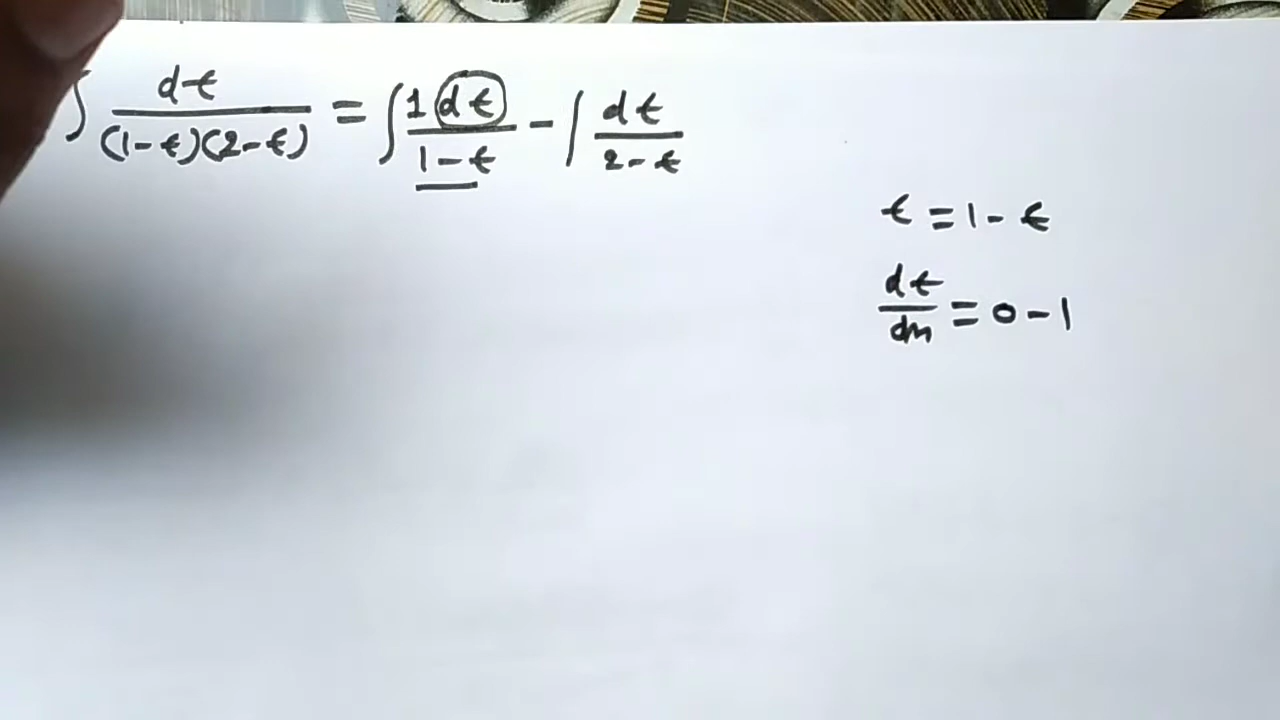 ∫ dt/((1-t)(2-t)) = ∫ 1 dt/(1-t) - ∫ dt/(2-t)
t = 1 - t
dt/dn = 0 - 1